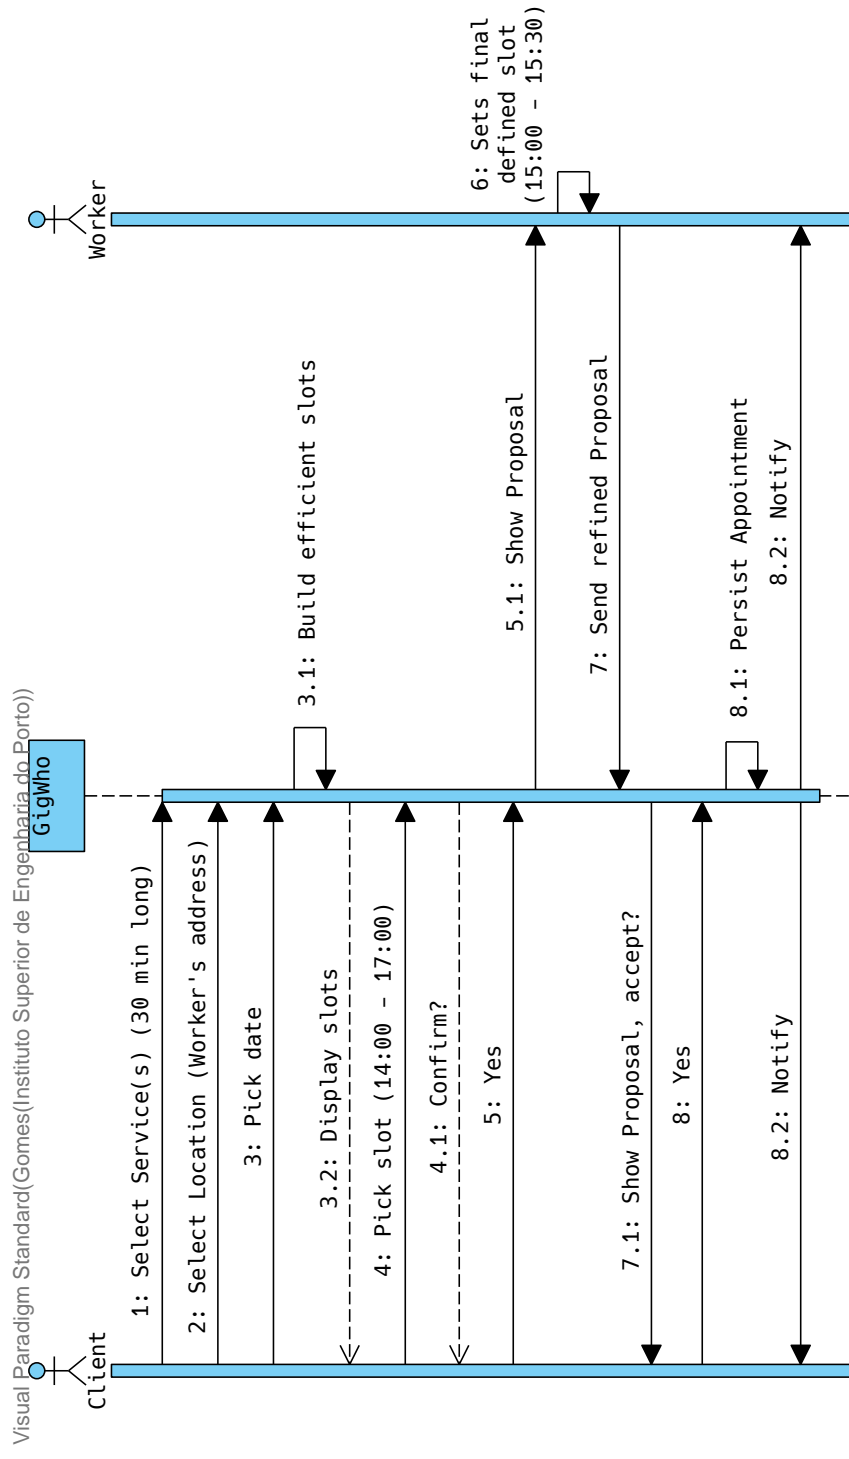 Visual Paradigm Standard(Gomes(Instituto Superior de Engenharia do Porto))
Client
GigWho
Worker
1: Select Service(s) (30 min long)
2: Select Location (Worker's address)
3: Pick date
3.1: Build efficient slots
3.2: Display slots
4: Pick slot (14:00 - 17:00)
4.1: Confirm?
5: Yes
5.1: Show Proposal
6: Sets final
defined slot
(15:00 - 15:30)
7: Send refined Proposal
7.1: Show Proposal, accept?
8: Yes
8.1: Persist Appointment
8.2: Notify
8.2: Notify